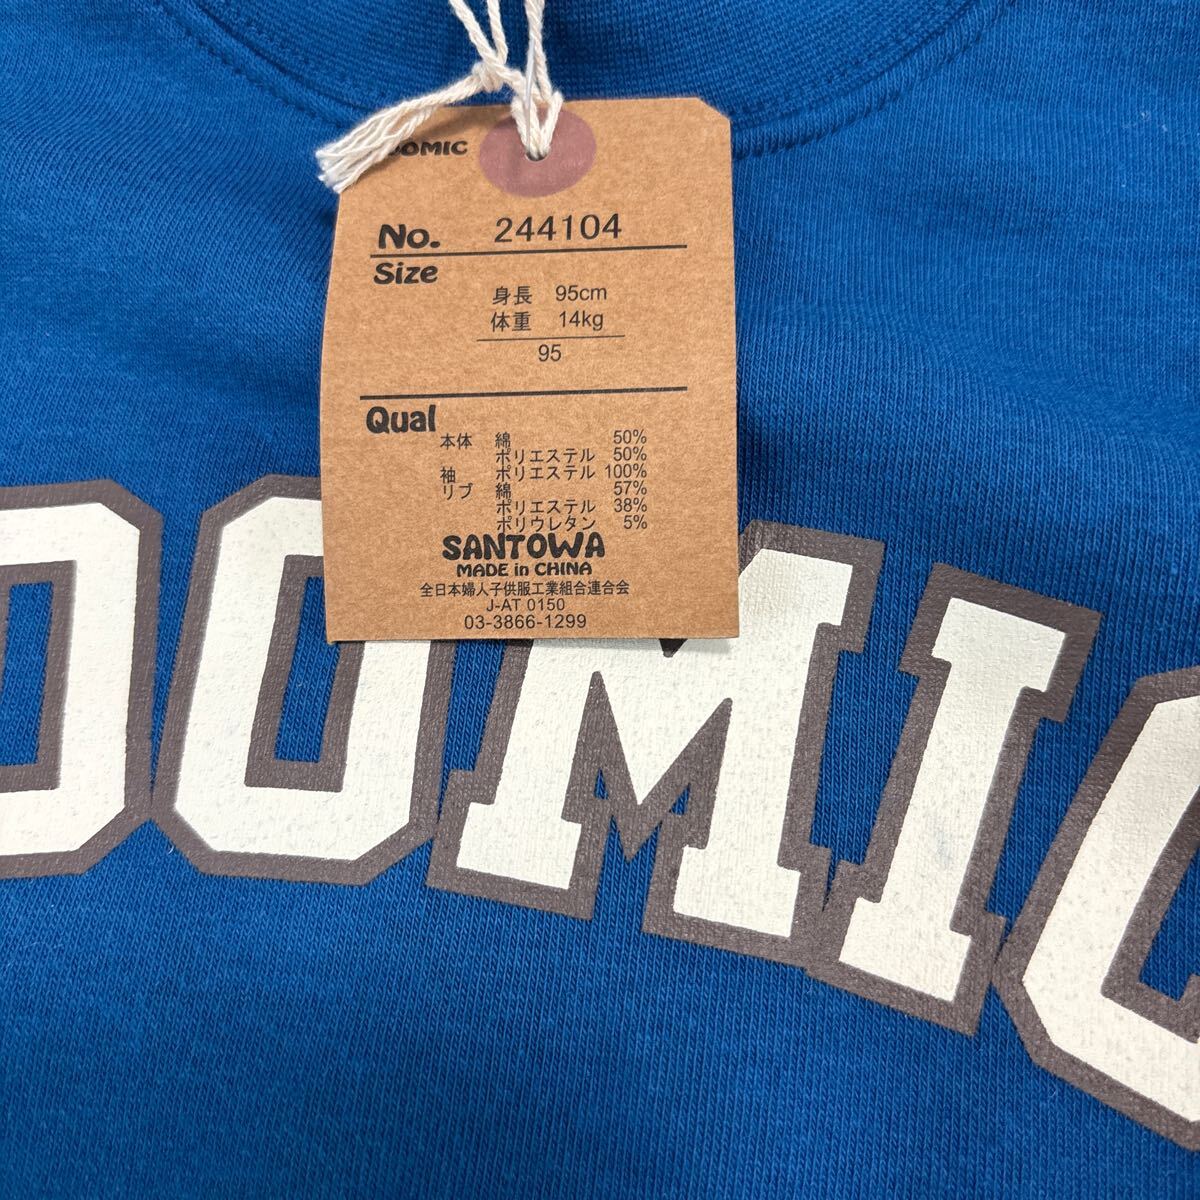 OOMIC
No. 244104
Size
身長 95cm
体重 14kg
95
Qual
本体 綿 50%
ポリエステル 50%
袖 ポリエステル 100%
リブ 綿 57%
ポリエステル 38%
ポリウレタン 5%
SANTOWA
MADE in CHINA
全日本婦人子供服工業組合連合会
J-AT 0150
03-3866-1299
OOMIC